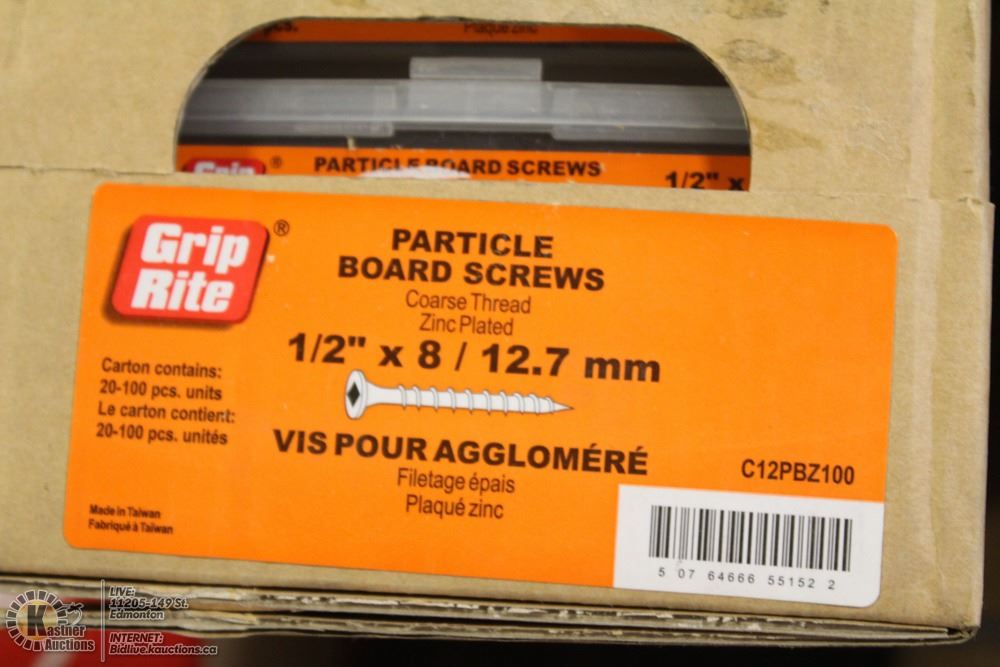 pcs.
Plaqué zinc
Grip ® PARTICLE BOARD SCREWS
1/2" x
Grip
Rite
®
PARTICLE
BOARD SCREWS
Coarse Thread
Zinc Plated
1/2" x 8 / 12.7 mm
Carton contains:
20-100 pcs. units
Le carton contient:
20-100 pcs. unités
VIS POUR AGGLOMÉRÉ
Filetage épais
Plaqué zinc
C12PBZ100
Made in Taiwan
Fabriqué à Taiwan
5 07 64666 55152 2
Kastner
Auctions
LIVE:
11205-149 St.
Edmonton
INTERNET:
Bidlive.kauctions.ca